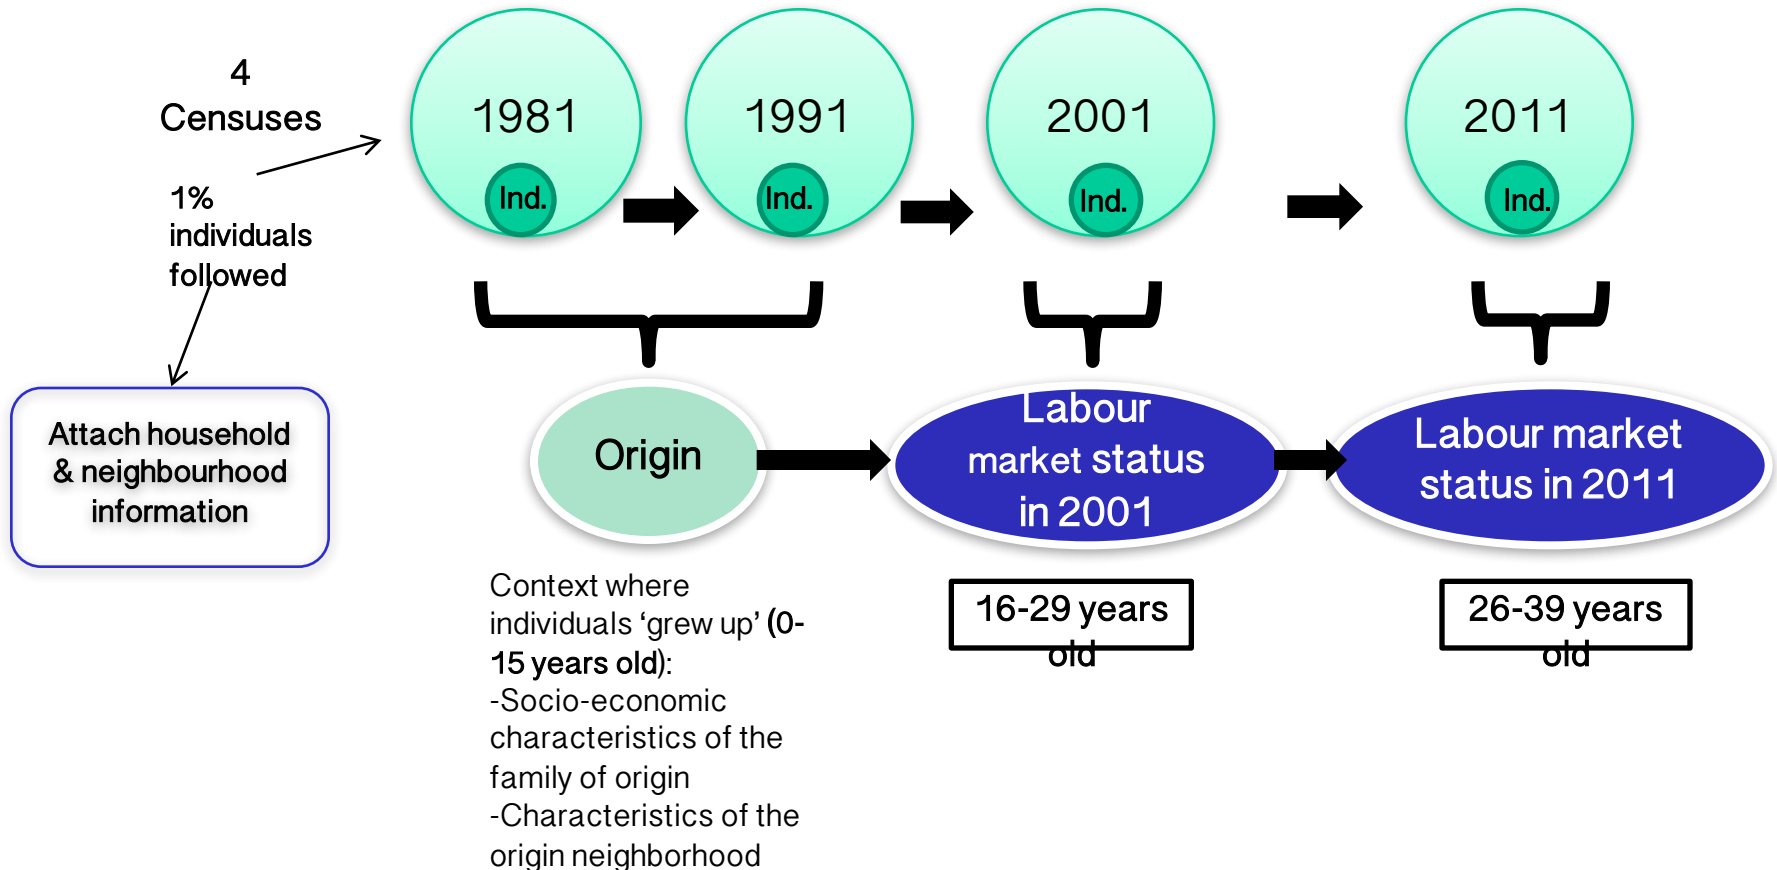 4
Censuses
1%
individuals
followed
Attach household
& neighbourhood
information
1981
Ind.
1991
Ind.
2001
Ind.
2011
Ind.
Origin
Labour
market status
in 2001
Labour market
status in 2011
Context where
individuals ‘grew up’ (0-
15 years old):
-Socio-economic
characteristics of the
family of origin
-Characteristics of the
origin neighborhood
16-29 years
old
26-39 years
old